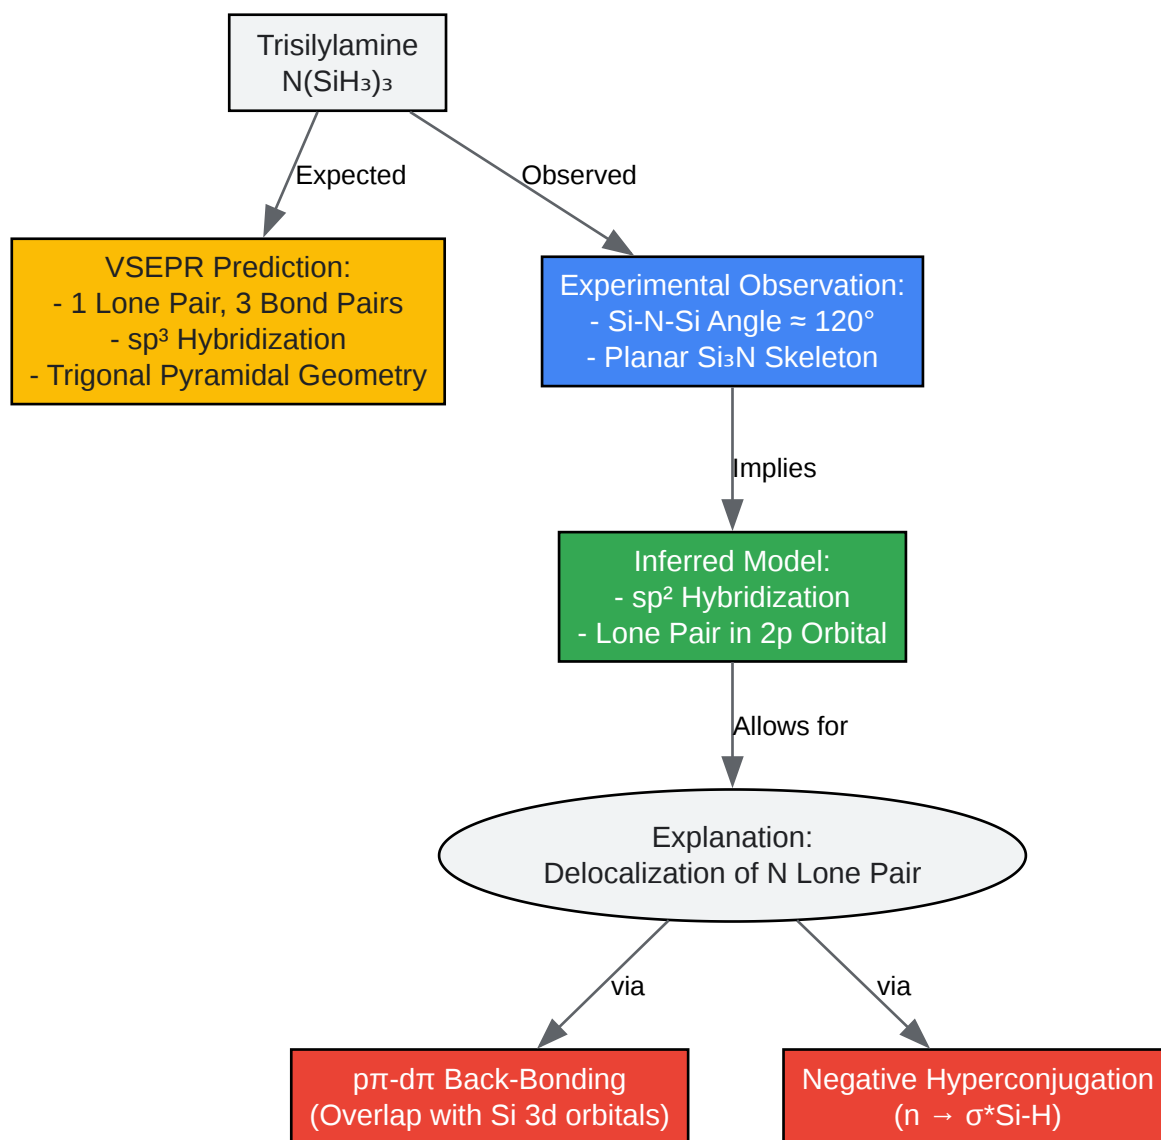 Trisilylamine
N(SiH₃)₃
Expected
Observed
VSEPR Prediction:
- 1 Lone Pair, 3 Bond Pairs
- sp³ Hybridization
- Trigonal Pyramidal Geometry
Experimental Observation:
- Si-N-Si Angle ≈ 120°
- Planar Si₃N Skeleton
Implies
Inferred Model:
- sp² Hybridization
- Lone Pair in 2p Orbital
Allows for
Explanation:
Delocalization of N Lone Pair
via
via
pπ-dπ Back-Bonding
(Overlap with Si 3d orbitals)
Negative Hyperconjugation
(n → σ*Si-H)